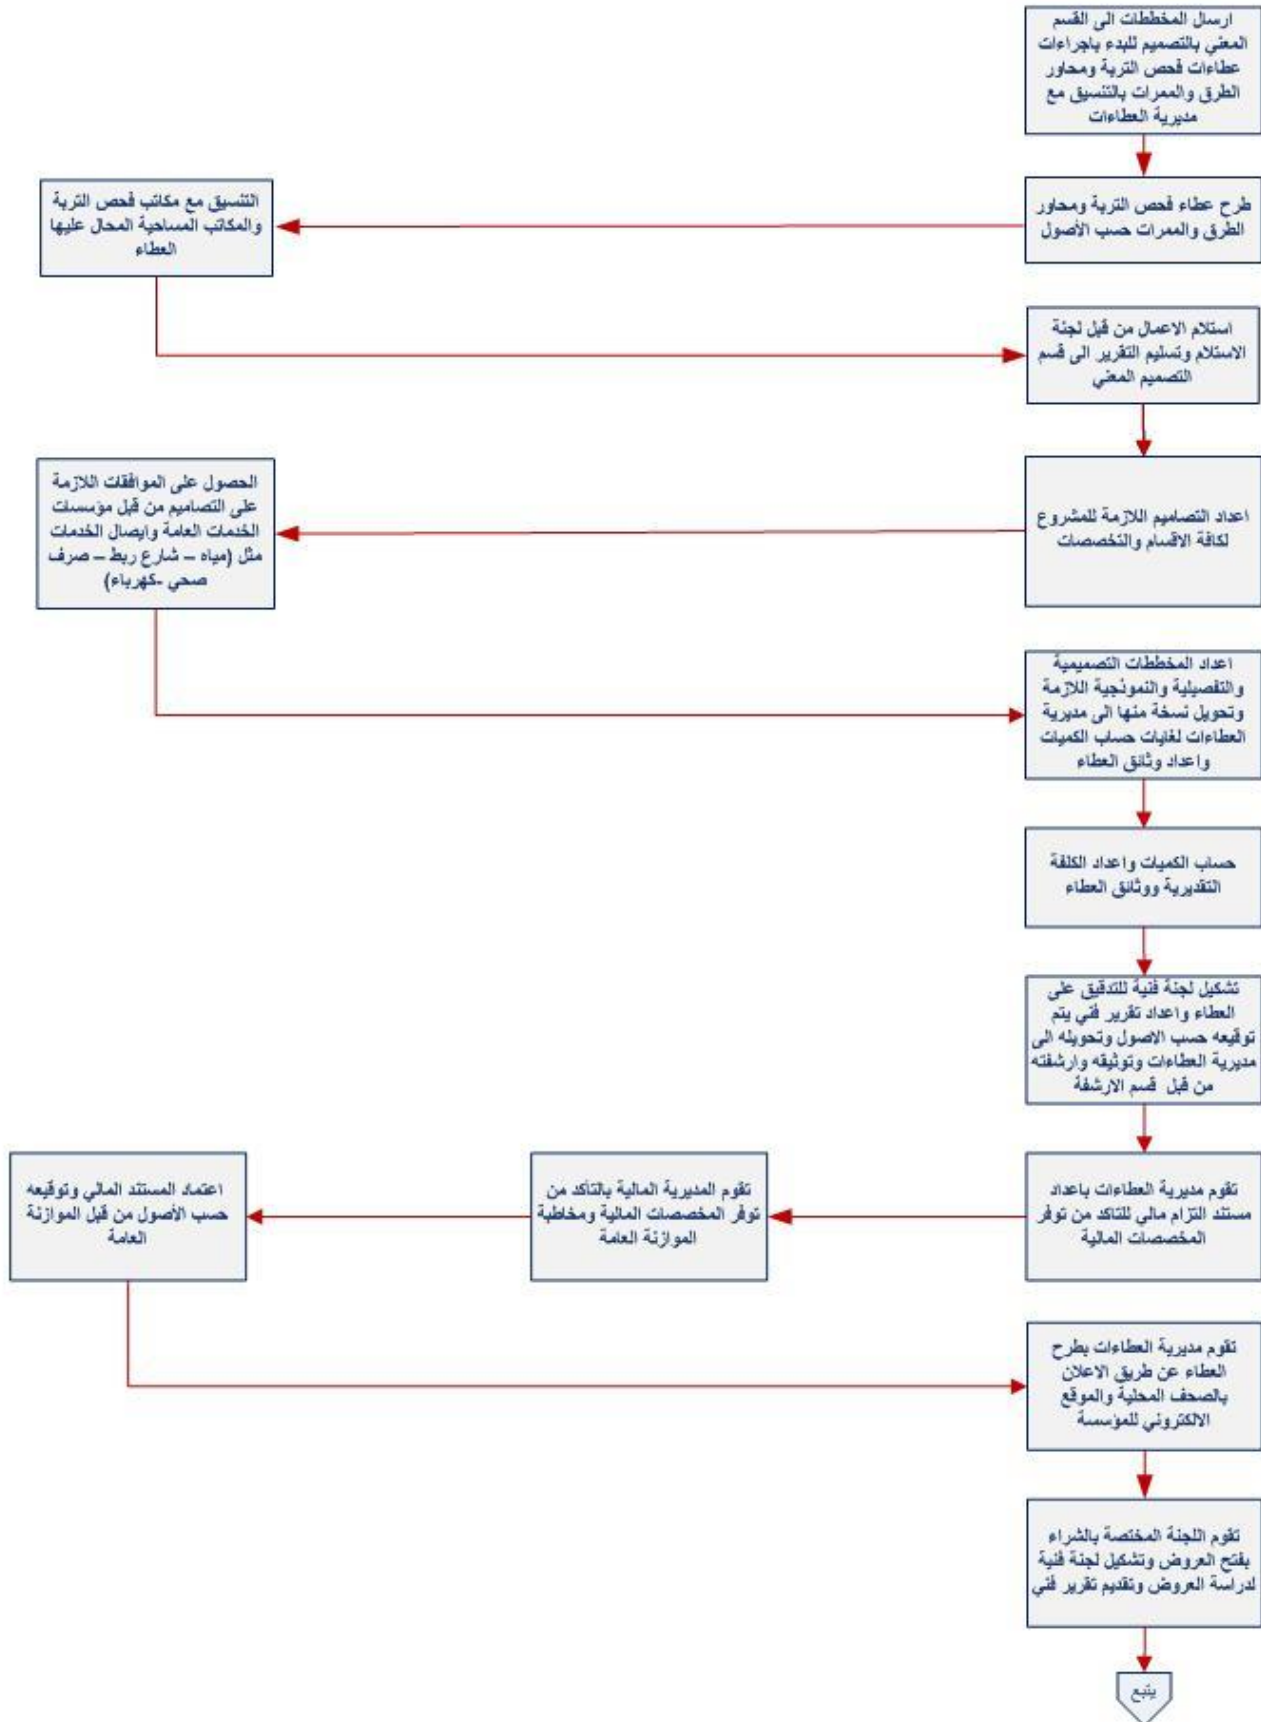 ارسال المخططات الى القسم
المعني بالتصميم للبدء باجراءات
عطاءات فحص التربة ومحاور
الطرق والممرات بالتنسيق مع
مديرية العطاءات
طرح عطاء فحص التربة ومحاور
الطرق والممرات حسب الأصول
التنسيق مع مكاتب فحص التربة
والمكاتب المساحية المحال عليها
العطاء
استلام الاعمال من قبل لجنة
الاستلام وتسليم التقرير الى قسم
التصميم المعني
اعداد التصاميم اللازمة للمشروع
لكافة الاقسام والتخصصات
الحصول على الموافقات اللازمة
على التصاميم من قبل مؤسسات
الخدمات العامة وايصال الخدمات
مثل (مياه – شارع ربط – صرف
صحي -كهرباء)
اعداد المخططات التصميمية
والتفصيلية والنموذجية اللازمة
وتحويل نسخة منها الى مديرية
العطاءات لغايات حساب الكميات
واعداد وثائق العطاء
حساب الكميات واعداد الكلفة
التقديرية ووثائق العطاء
تشكيل لجنة فنية للتدقيق على
العطاء واعداد تقرير فني يتم
توقيعه حسب الاصول وتحويله الى
مديرية العطاءات وتوثيقه وارشفته
من قبل قسم الارشفة
تقوم مديرية العطاءات باعداد
مستند التزام مالي للتاكد من توفر
المخصصات المالية
تقوم المديرية المالية بالتأكد من
توفر المخصصات المالية ومخاطبة
الموازنة العامة
اعتماد المستند المالي وتوقيعه
حسب الأصول من قبل الموازنة
العامة
تقوم مديرية العطاءات بطرح
العطاء عن طريق الاعلان
بالصحف المحلية والموقع
الالكتروني للمؤسسة
تقوم اللجنة المختصة بالشراء
بفتح العروض وتشكيل لجنة فنية
لدراسة العروض وتقديم تقرير فني
يتبع